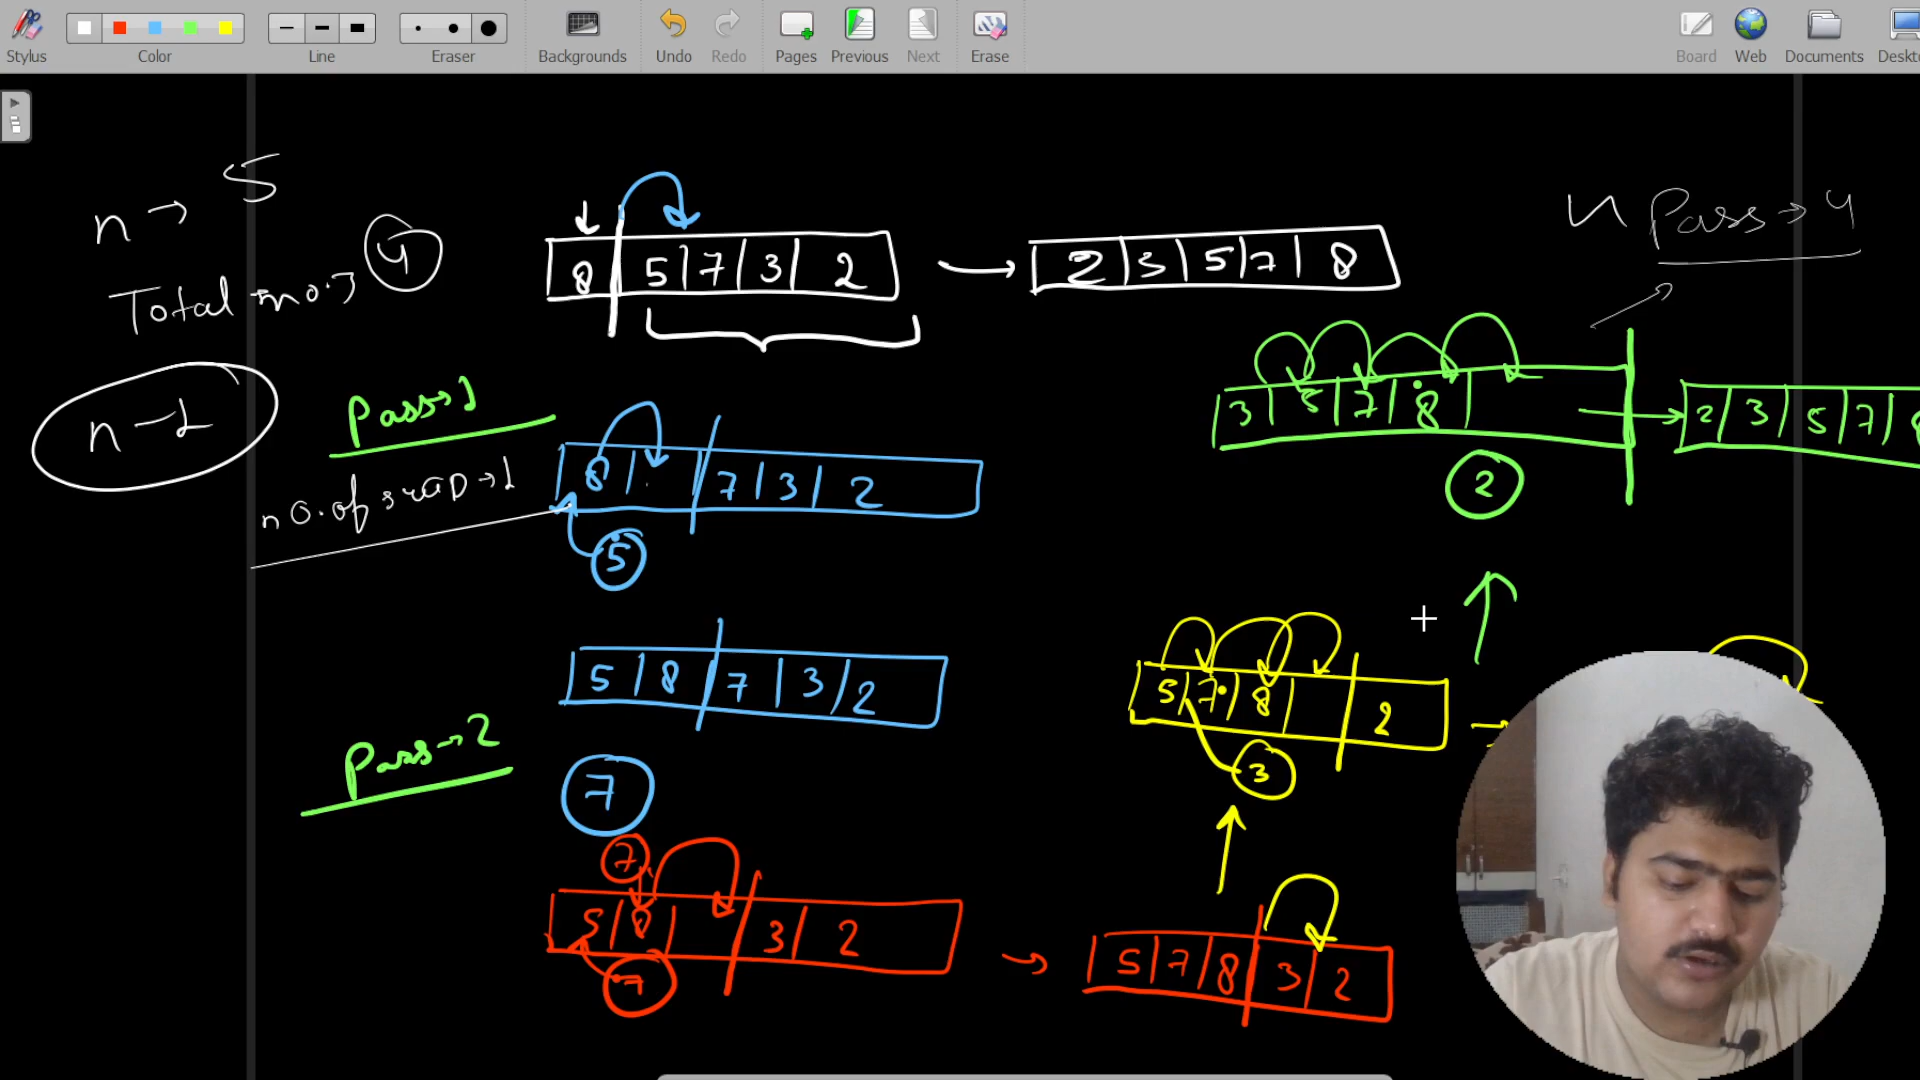 Stylus
Color
Line
Eraser
Backgrounds
Undo
Redo
Pages
Previous
Next
Erase
Board
Web
Documents
Deskto
n → 5
Total no. →
4
n-1
8 | 5 | 7 | 3 | 2
2 | 3 | 5 | 7 | 8
n Pass → 4
Pass → 1
no. of swap → 1
8 | 7 | 3 | 2
5
3 | 5 | 7 | 8
2
2 | 3 | 5 | 7 | 8
5 | 8 | 7 | 3 | 2
Pass → 2
7
5 | 7 | 8 | 2
3
7
5 | 8 | 3 | 2
7
5 | 7 | 8 | 3 | 2